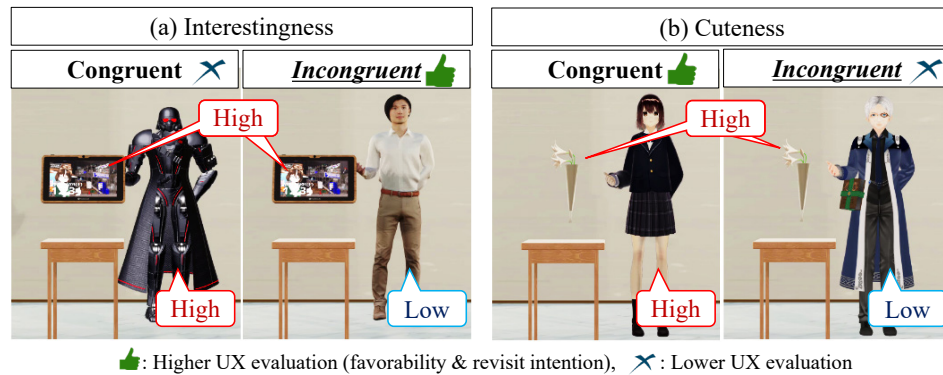 (a) Interestingness
(b) Cuteness
Congruent
Incongruent
Congruent
Incongruent
High
High
High
Low
High
Low
: Higher UX evaluation (favorability & revisit intention), : Lower UX evaluation